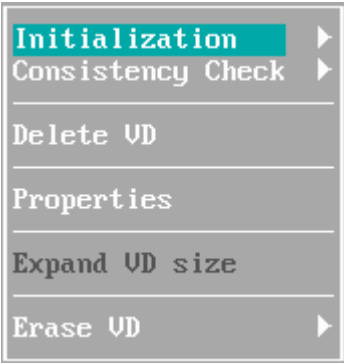 Initialization
Consistency Check
Delete VD
Properties
Expand VD size
Erase VD